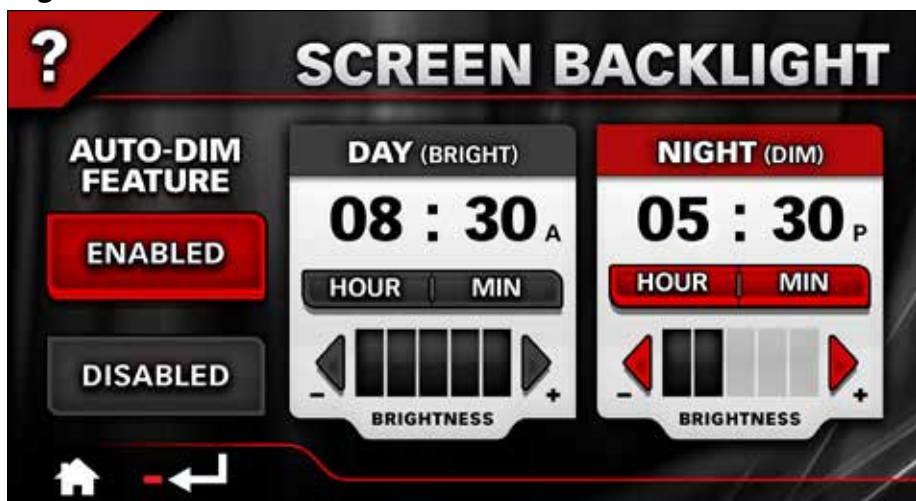 ?
SCREEN BACKLIGHT
AUTO-DIM
FEATURE
ENABLED
DISABLED
DAY (BRIGHT)
08 : 30 A
HOUR MIN
- +
BRIGHTNESS
NIGHT (DIM)
05 : 30 P
HOUR MIN
- +
BRIGHTNESS